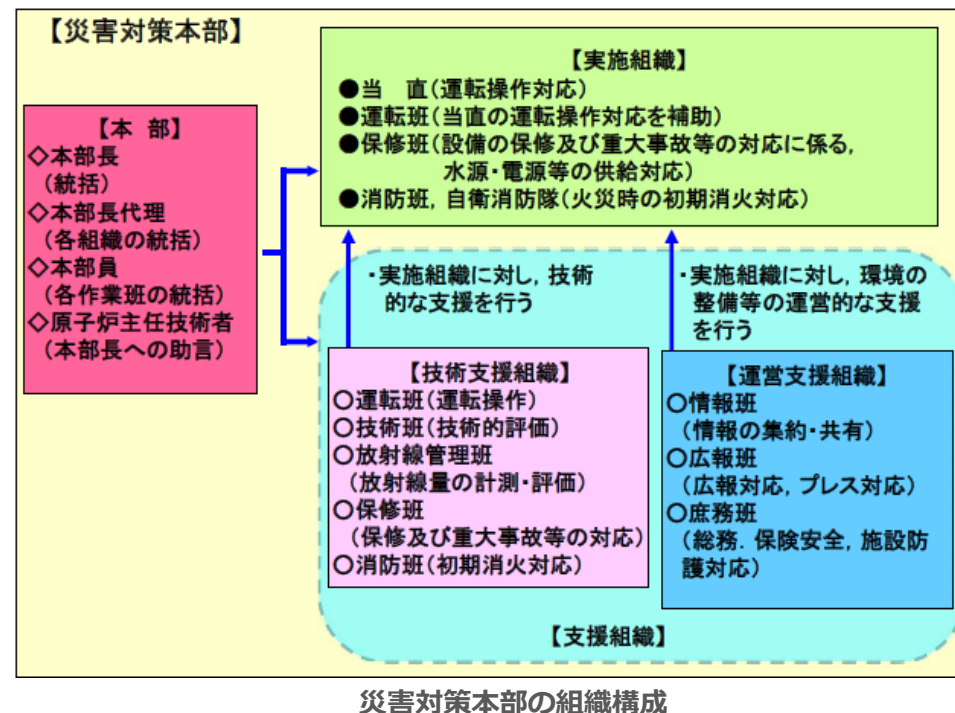 【災害対策本部】
【本 部】
◇本部長
(統括)
◇本部長代理
(各組織の統括)
◇本部員
(各作業班の統括)
◇原子炉主任技術者
(本部長への助言)
【実施組織】
●当　直(運転操作対応)
●運転班(当直の運転操作対応を補助)
●保修班(設備の保修及び重大事故等の対応に係る,
水源・電源等の供給対応)
●消防班, 自衛消防隊(火災時の初期消火対応)
・実施組織に対し, 技術
的な支援を行う
・実施組織に対し, 環境の
整備等の運営的な支援
を行う
【技術支援組織】
○運転班(運転操作)
○技術班(技術的評価)
○放射線管理班
(放射線量の計測・評価)
○保修班
(保修及び重大事故等の対応)
○消防班(初期消火対応)
【運営支援組織】
○情報班
(情報の集約・共有)
○広報班
(広報対応, プレス対応)
○庶務班
(総務. 保険安全, 施設防
護対応)
【支援組織】
災害対策本部の組織構成